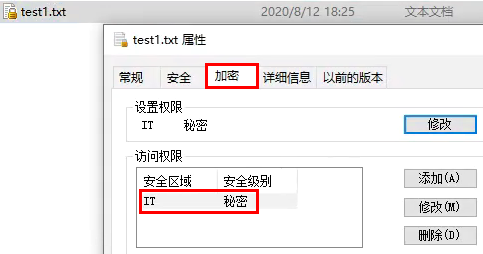 test1.txt 2020/8/12 18:25 文本文档
test1.txt 属性
常规 安全 加密 详细信息 以前的版本
设置权限
IT 秘密 修改
访问权限
安全区域 安全级别 添加(A)
IT 秘密 修改(M)
删除(D)